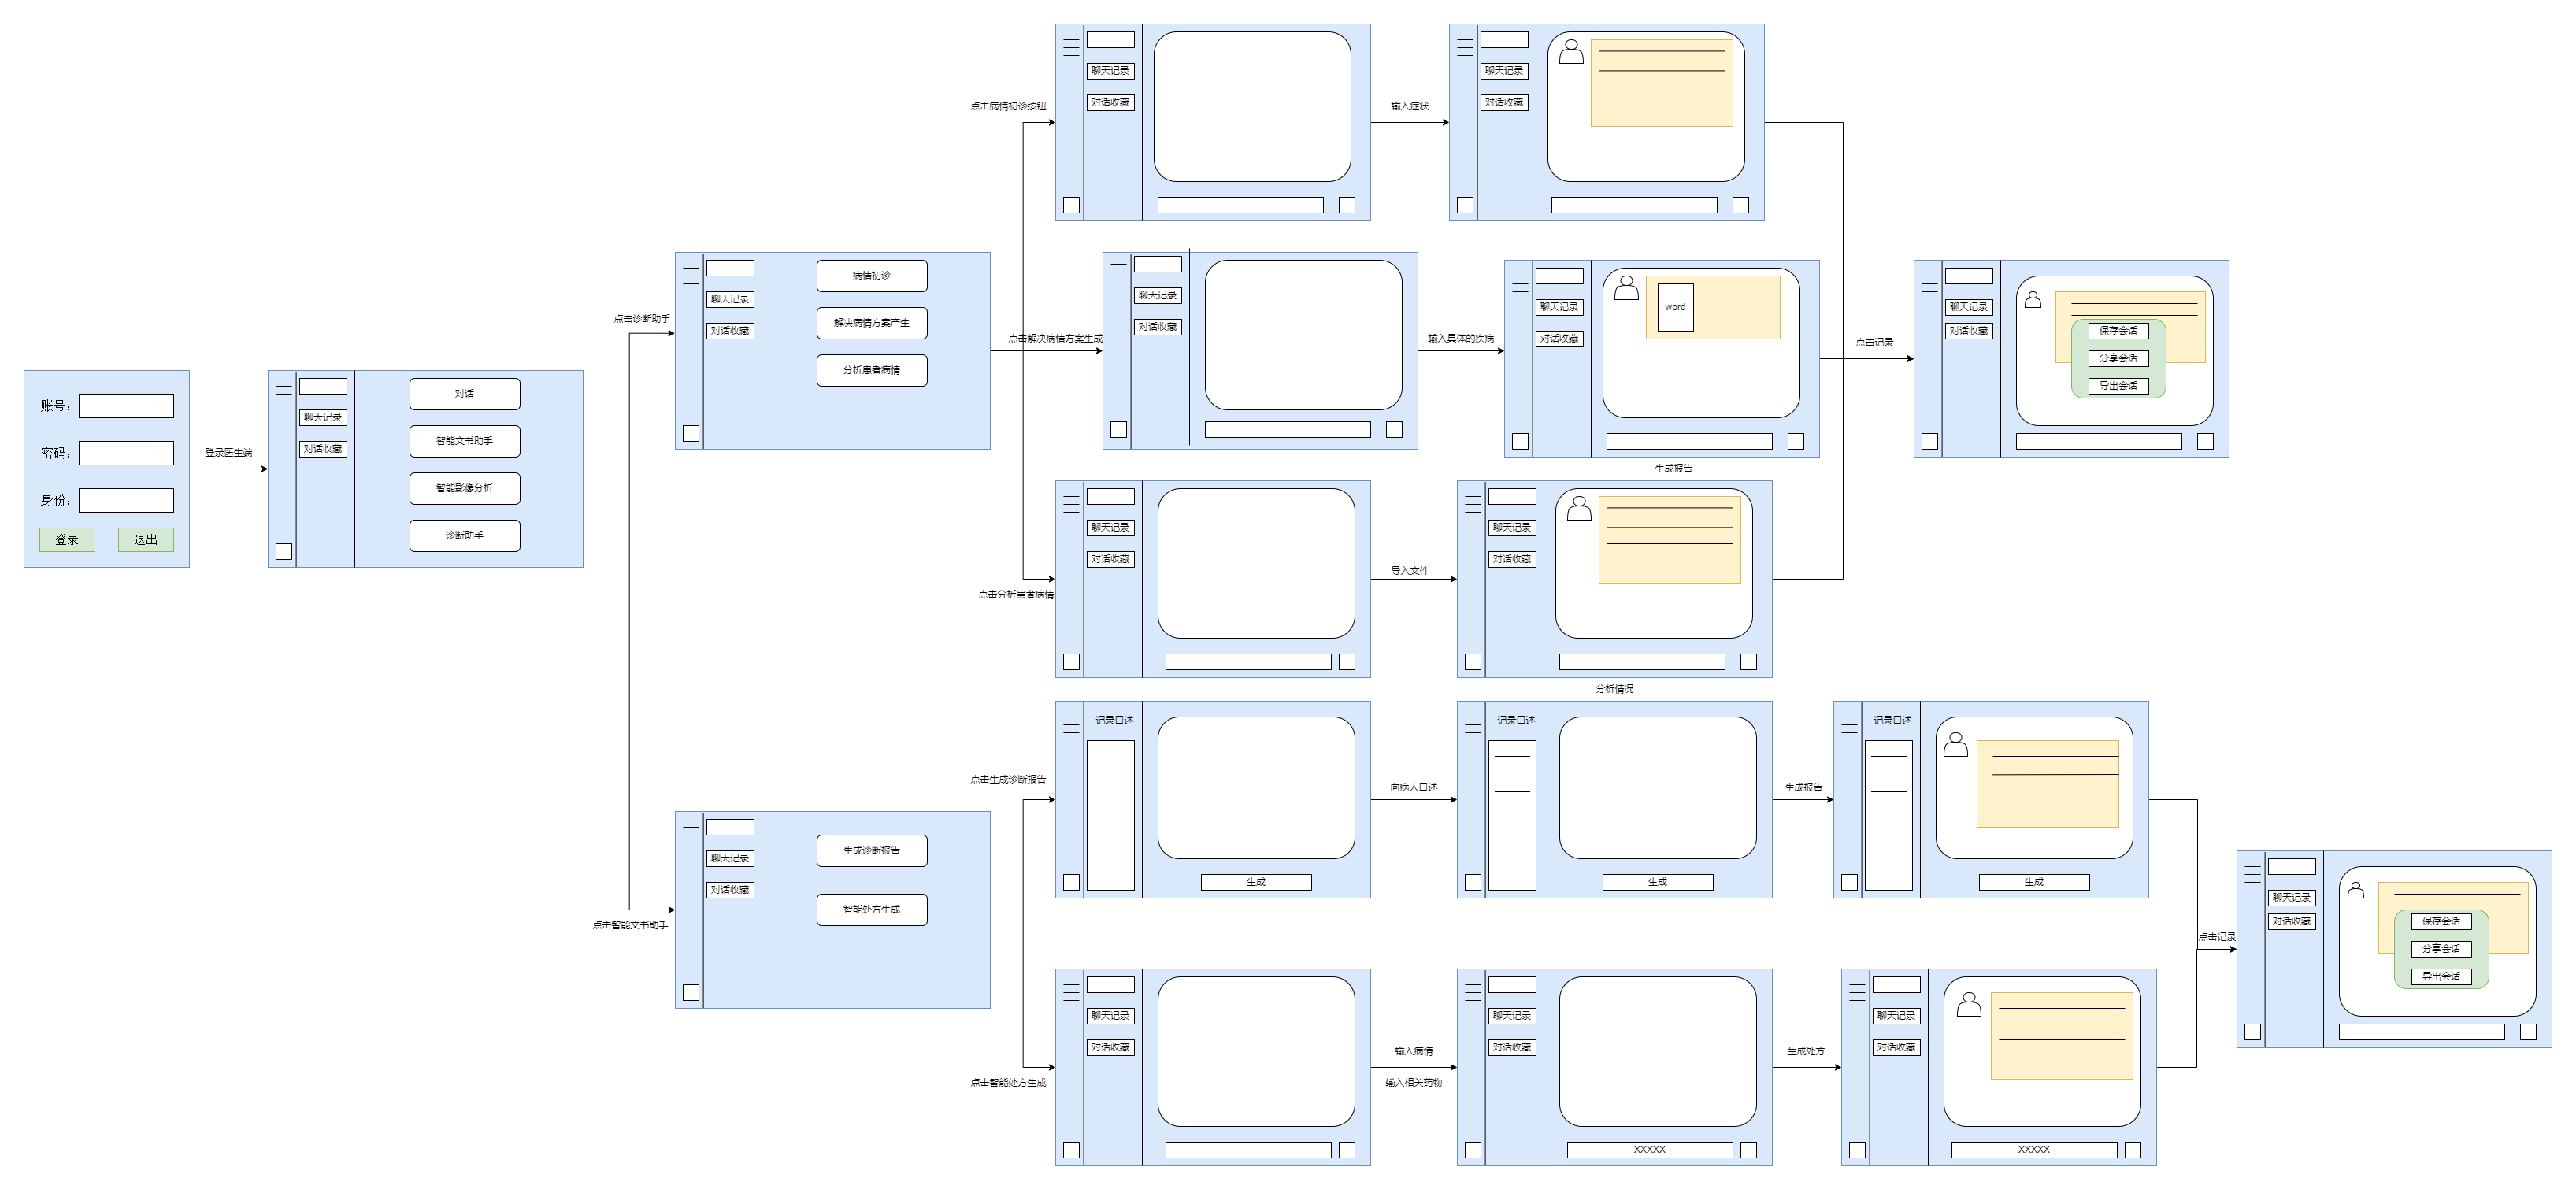 账号：
密码：
身份：
登录
退出
登录医生端
聊天记录
对话收藏
对话
智能文书助手
智能影像分析
诊断助手
点击诊断助手
点击智能文书助手
聊天记录
对话收藏
病情初诊
解决病情方案产生
分析患者病情
点击病情初诊按钮
聊天记录
对话收藏
输入症状
聊天记录
对话收藏
点击解决病情方案生成
聊天记录
对话收藏
输入具体的疾病
聊天记录
对话收藏
word
生成报告
点击分析患者病情
聊天记录
对话收藏
导入文件
聊天记录
对话收藏
分析情况
点击记录
聊天记录
对话收藏
保存会话
分享会话
导出会话
聊天记录
对话收藏
生成诊断报告
智能处方生成
点击生成诊断报告
记录口述
生成
向病人口述
记录口述
生成
生成报告
记录口述
生成
点击智能处方生成
聊天记录
对话收藏
输入病情
输入相关药物
聊天记录
对话收藏
XXXXX
生成处方
聊天记录
对话收藏
XXXXX
点击记录
聊天记录
对话收藏
保存会话
分享会话
导出会话